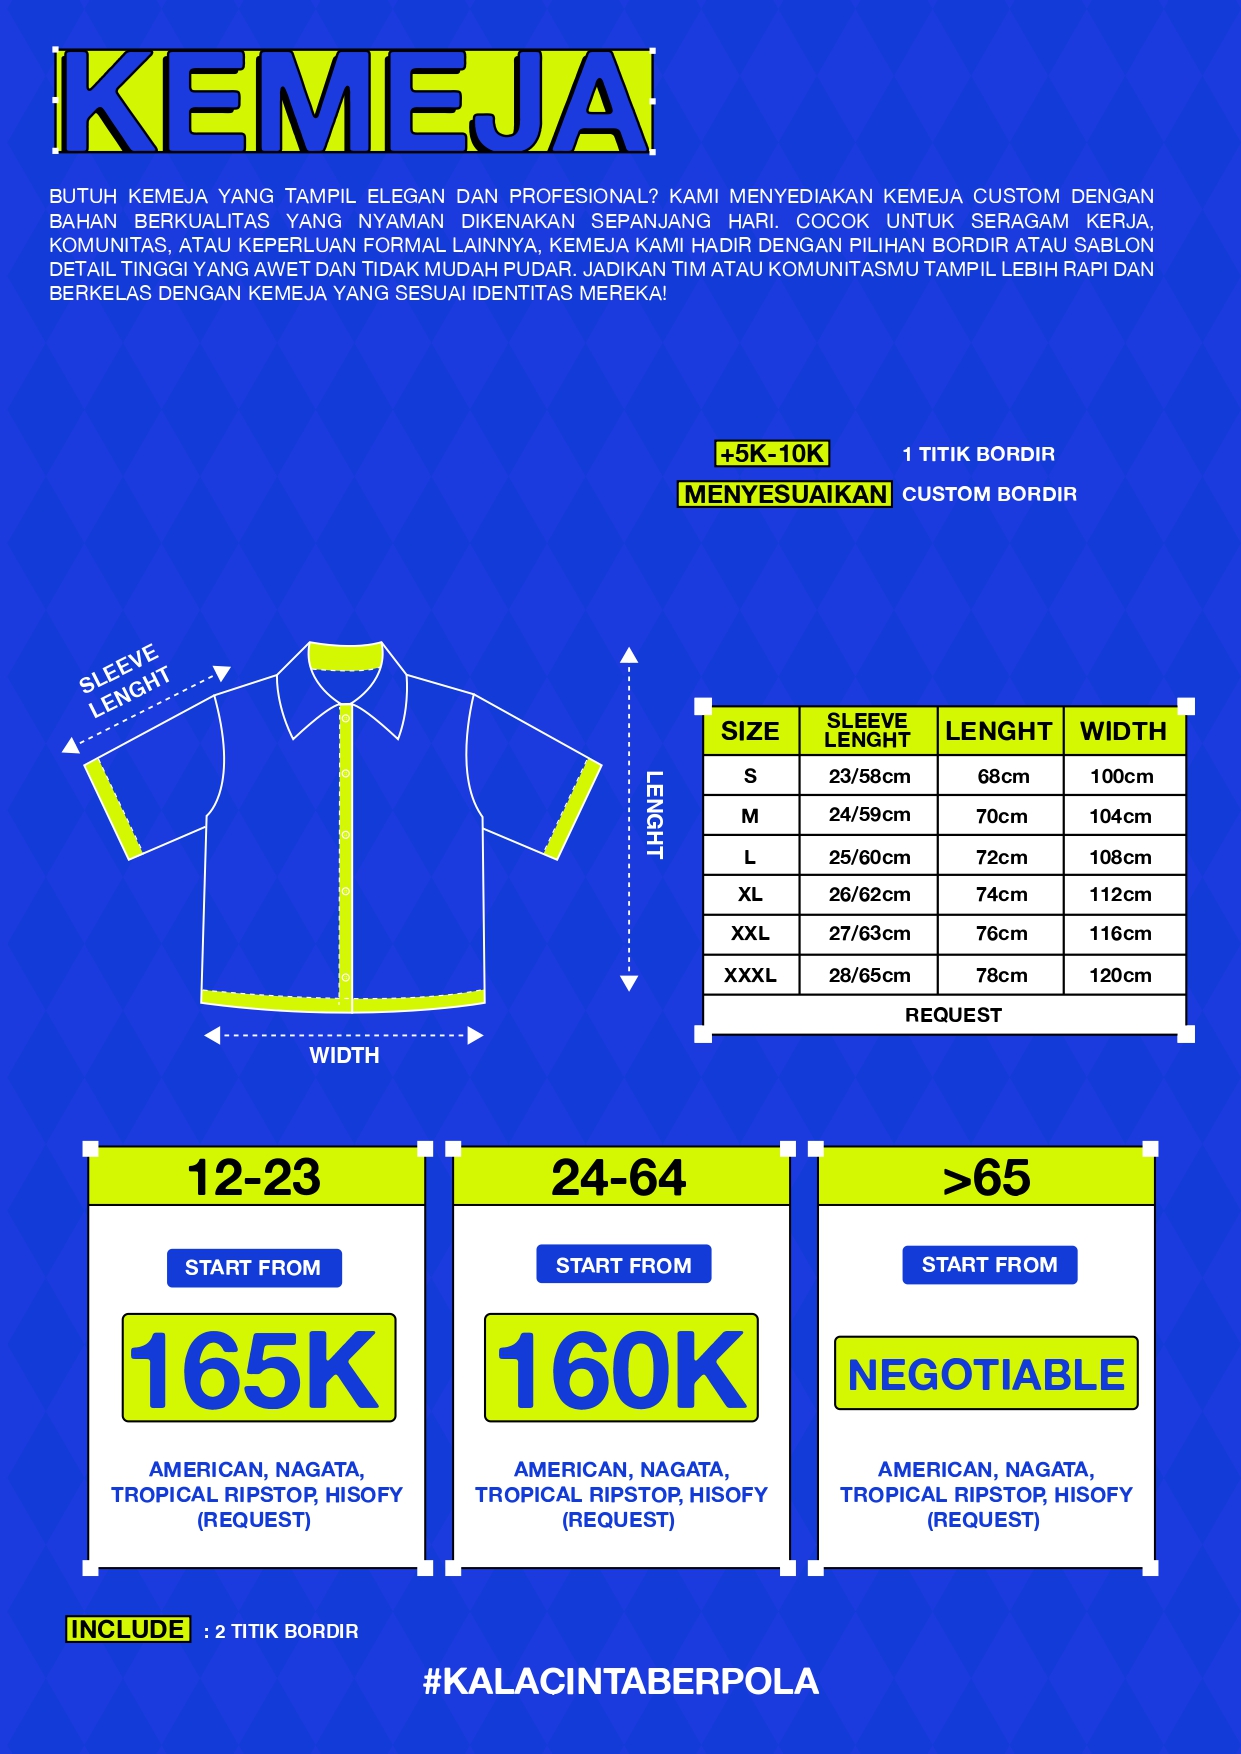 KEMEJA
BUTUH KEMEJA YANG TAMPIL ELEGAN DAN PROFESIONAL? KAMI MENYEDIAKAN KEMEJA CUSTOM DENGAN
BAHAN BERKUALITAS YANG NYAMAN DIKENAKAN SEPANJANG HARI. COCOK UNTUK SERAGAM KERJA,
KOMUNITAS, ATAU KEPERLUAN FORMAL LAINNYA, KEMEJA KAMI HADIR DENGAN PILIHAN BORDIR ATAU SABLON
DETAIL TINGGI YANG AWET DAN TIDAK MUDAH PUDAR. JADIKAN TIM ATAU KOMUNITASMU TAMPIL LEBIH RAPI DAN
BERKELAS DENGAN KEMEJA YANG SESUAI IDENTITAS MEREKA!
+5K-10K 1 TITIK BORDIR
MENYESUAIKAN CUSTOM BORDIR
SLEEVE
LENGHT
LENGHT
WIDTH
SIZE SLEEVE LENGHT LENGHT WIDTH
S 23/58cm 68cm 100cm
M 24/59cm 70cm 104cm
L 25/60cm 72cm 108cm
XL 26/62cm 74cm 112cm
XXL 27/63cm 76cm 116cm
XXXL 28/65cm 78cm 120cm
REQUEST
12-23
START FROM
165K
AMERICAN, NAGATA,
TROPICAL RIPSTOP, HISOFY
(REQUEST)
24-64
START FROM
160K
AMERICAN, NAGATA,
TROPICAL RIPSTOP, HISOFY
(REQUEST)
>65
START FROM
NEGOTIABLE
AMERICAN, NAGATA,
TROPICAL RIPSTOP, HISOFY
(REQUEST)
INCLUDE : 2 TITIK BORDIR
#KALACINTABERPOLA